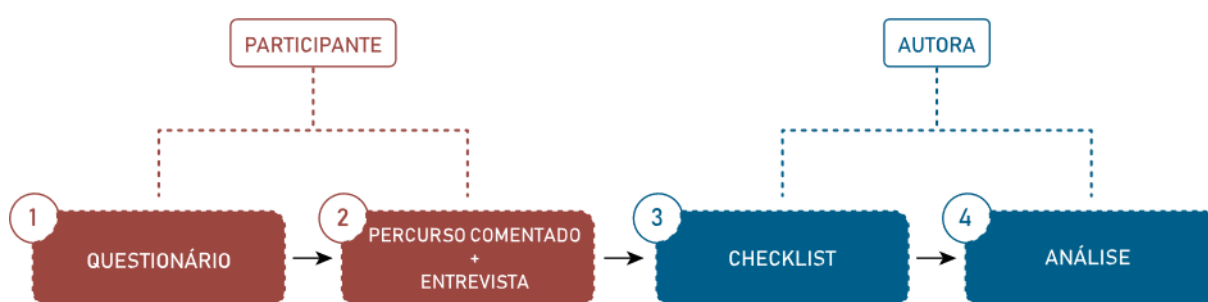 PARTICIPANTE
AUTORA
1
QUESTIONÁRIO
2
PERCURSO COMENTADO
+
ENTREVISTA
3
CHECKLIST
4
ANÁLISE